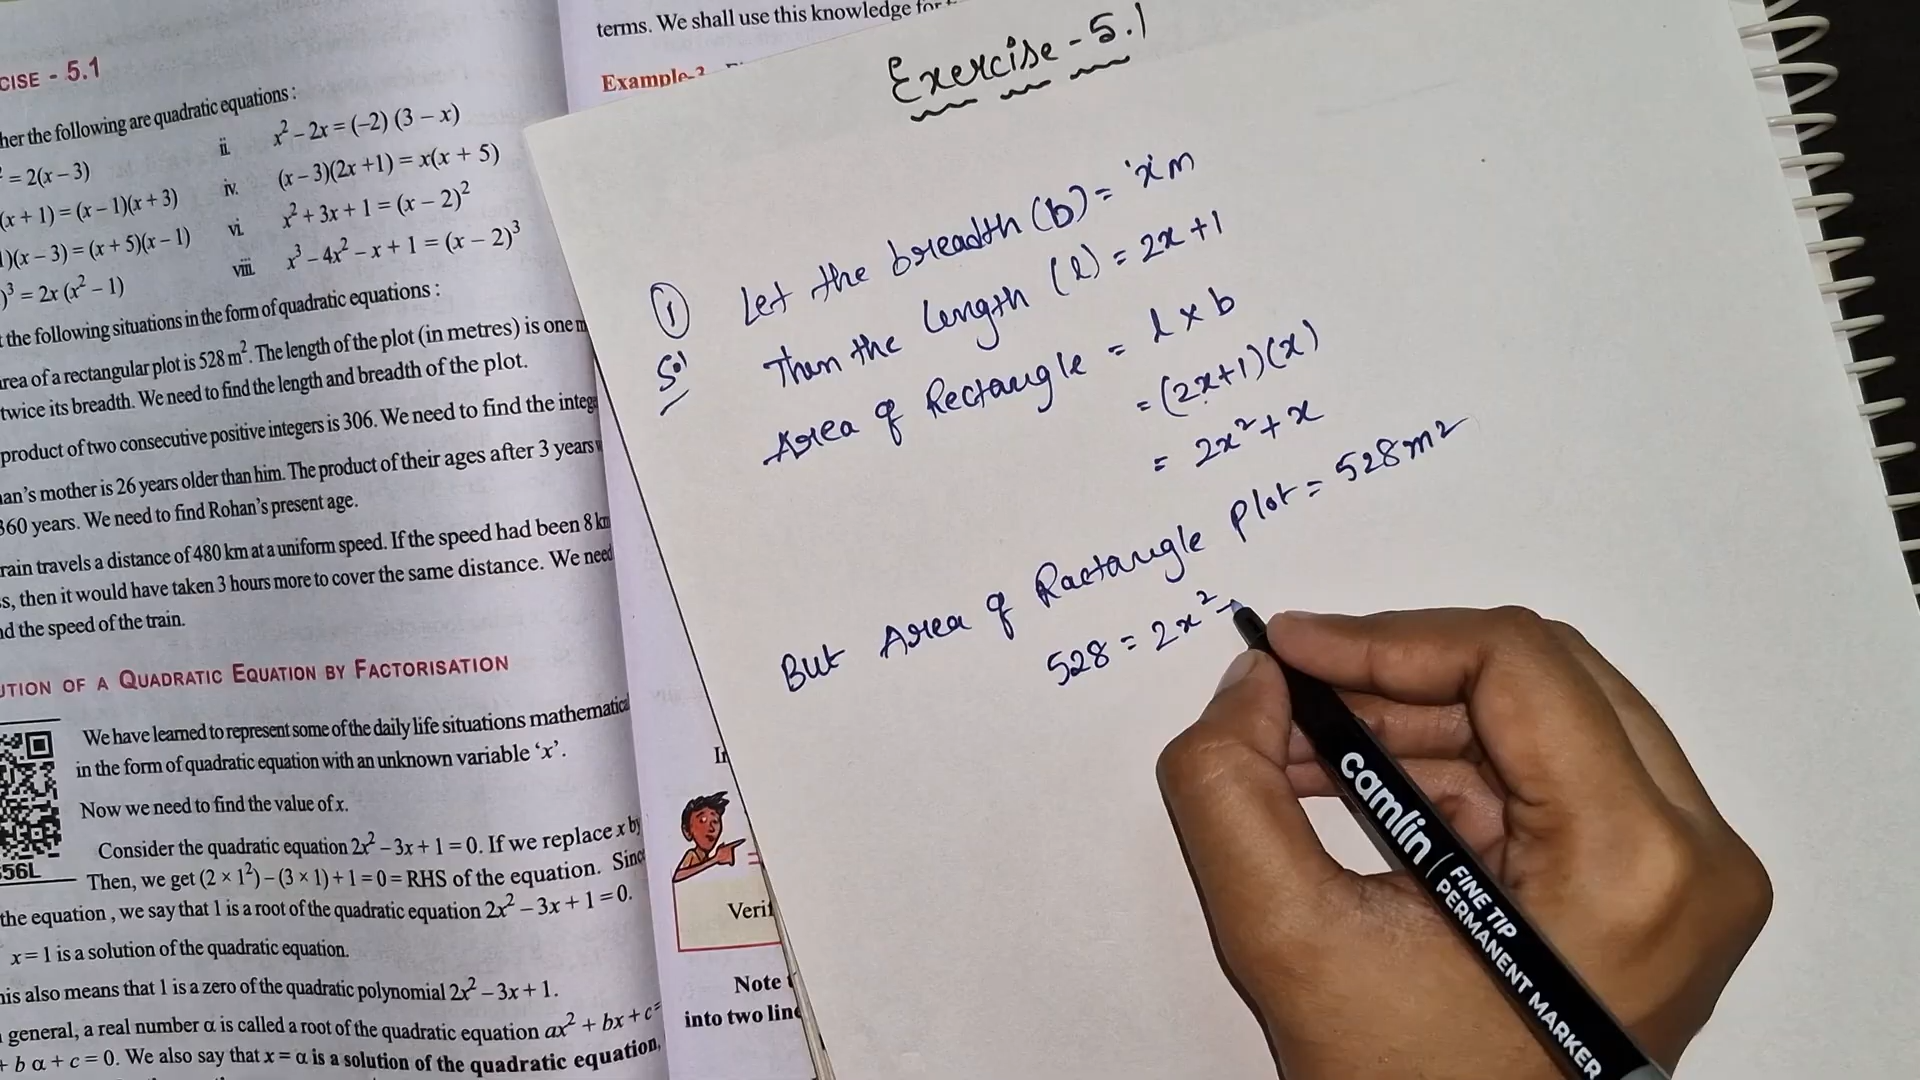 CISE - 5.1
her the following are quadratic equations :
ii. x² – 2x = (–2) (3 – x)
= 2(x – 3)
iv. (x – 3)(2x +1) = x(x + 5)
(x + 1) = (x – 1)(x + 3)
vi. x² + 3x + 1 = (x – 2)²
)(x – 3) = (x + 5)(x – 1)
viii. x³ – 4x² – x + 1 = (x – 2)³
)³ = 2x (x² – 1)
the following situations in the form of quadratic equations :
rea of a rectangular plot is 528 m². The length of the plot (in metres) is one m
twice its breadth. We need to find the length and breadth of the plot.
product of two consecutive positive integers is 306. We need to find the integ
an's mother is 26 years older than him. The product of their ages after 3 years
360 years. We need to find Rohan's present age.
rain travels a distance of 480 km at a uniform speed. If the speed had been 8 km
s, then it would have taken 3 hours more to cover the same distance. We need
nd the speed of the train.
UTION OF A QUADRATIC EQUATION BY FACTORISATION
We have learned to represent some of the daily life situations mathematica
in the form of quadratic equation with an unknown variable ‘x’.
Now we need to find the value of x.
Consider the quadratic equation 2x² – 3x + 1 = 0. If we replace x by
56L
Then, we get (2 × 1²) – (3 × 1) + 1 = 0 = RHS of the equation. Sinc
the equation , we say that 1 is a root of the quadratic equation 2x² – 3x + 1 = 0.
x = 1 is a solution of the quadratic equation.
his also means that 1 is a zero of the quadratic polynomial 2x² – 3x + 1.
general, a real number α is called a root of the quadratic equation ax² + bx + c =
+ b α + c = 0. We also say that x = α is a solution of the quadratic equation,
terms. We shall use this knowledge for
Example-2
In
Verif
Note
into two line
Exercise - 5.1
① Let the breadth (b) = 'x' m
Sol Then the length (l) = 2x + 1
Area of Rectangle = l × b
= (2x+1)(x)
= 2x² + x
But Area of Ractangle plot = 528 m²
528 = 2x²
camlin
FINE TIP
PERMANENT MARKER